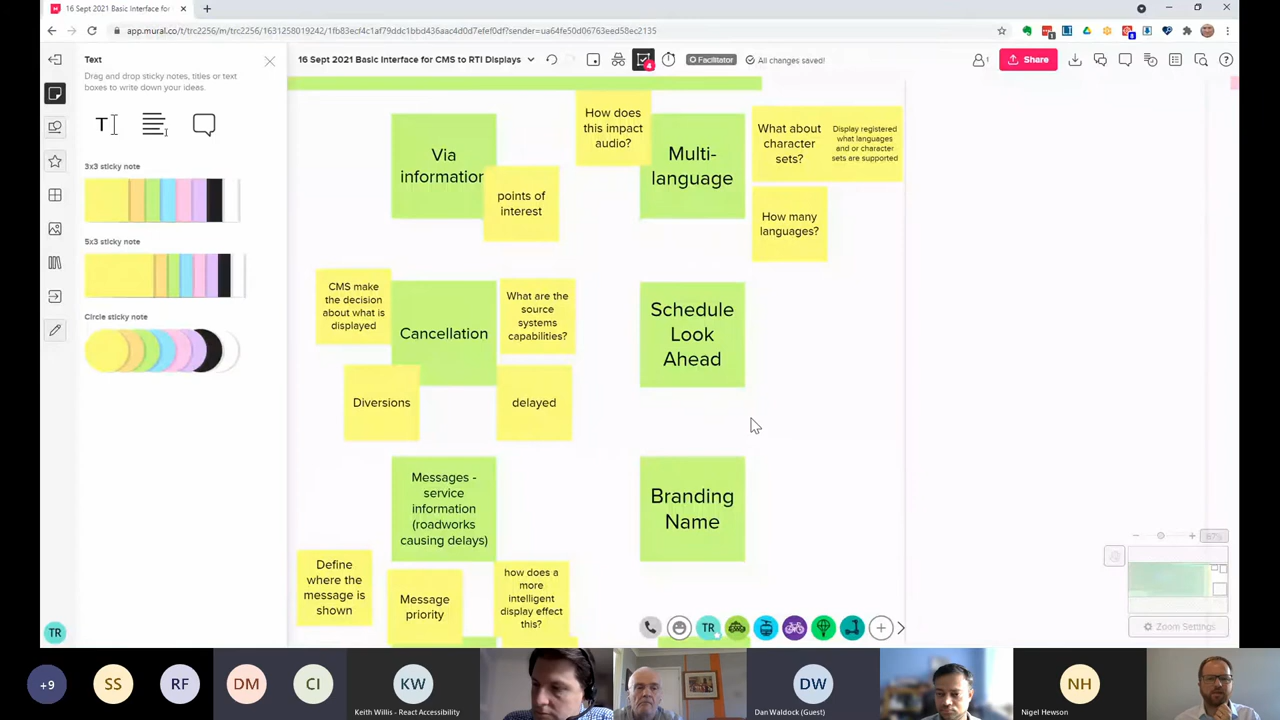 16 Sept 2021 Basic Interface for
app.mural.co/t/trc2256/m/trc2256/1631258019242/1fb83ecf4c1af79ddc1bbd436aac4d0d7efef0df?sender=ua64fe50d06763eed58ec2135
16 Sept 2021 Basic Interface for CMS to RTI Displays
4
Facilitator
All changes saved!
1
Share
Text
Drag and drop sticky notes, titles or text
boxes to write down your ideas.
3x3 sticky note
5x3 sticky note
Circle sticky note
TR
Via
information
points of
interest
How does
this impact
audio?
Multi-
language
What about
character
sets?
Display registered
what languages
and or character
sets are supported
How many
languages?
CMS make
the decision
about what is
displayed
Cancellation
What are the
source
systems
capabilities?
Diversions
delayed
Schedule
Look
Ahead
Messages -
service
information
(roadworks
causing delays)
Branding
Name
Define
where the
message is
shown
Message
priority
how does a
more
intelligent
display effect
this?
TR
Zoom Settings
+9
SS
RF
DM
CI
KW
Keith Willis - React Accessibility
DW
Dan Waldock (Guest)
NH
Nigel Hewson